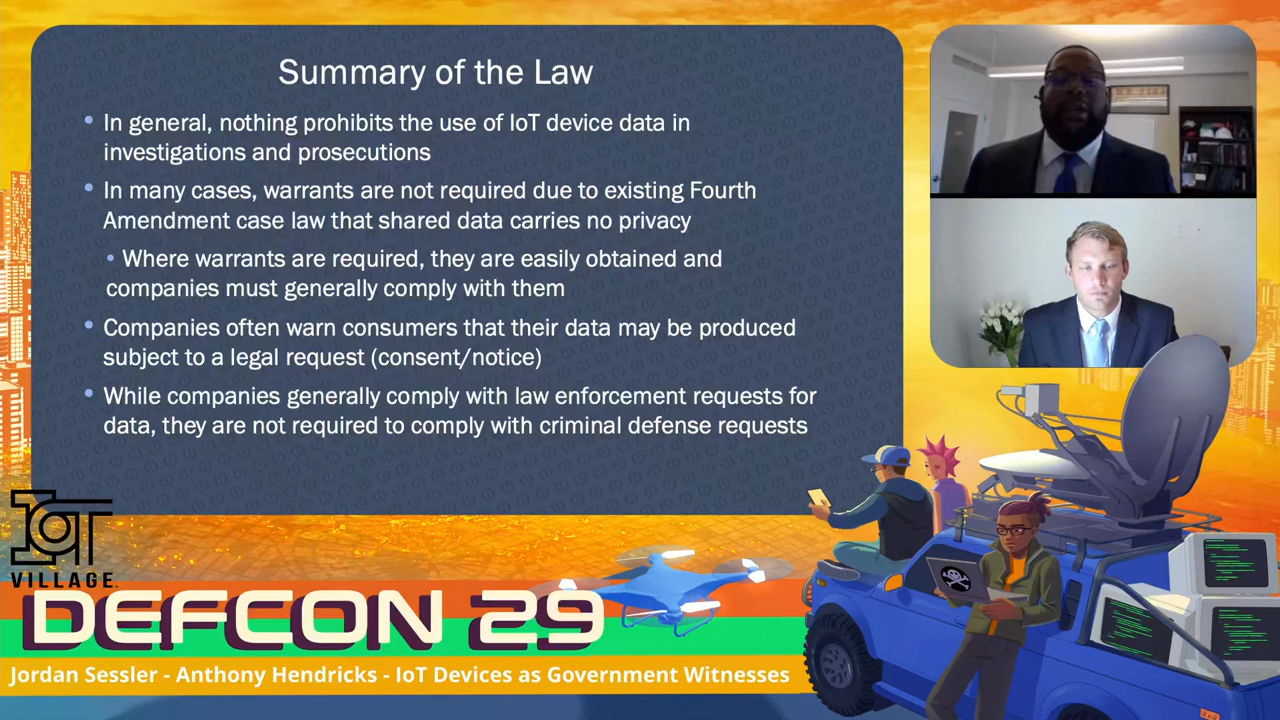 Summary of the Law
• In general, nothing prohibits the use of IoT device data in
investigations and prosecutions
• In many cases, warrants are not required due to existing Fourth
Amendment case law that shared data carries no privacy
• Where warrants are required, they are easily obtained and
companies must generally comply with them
• Companies often warn consumers that their data may be produced
subject to a legal request (consent/notice)
• While companies generally comply with law enforcement requests for
data, they are not required to comply with criminal defense requests
IoT
VILLAGE
DEFCON 29
Jordan Sessler - Anthony Hendricks - IoT Devices as Government Witnesses